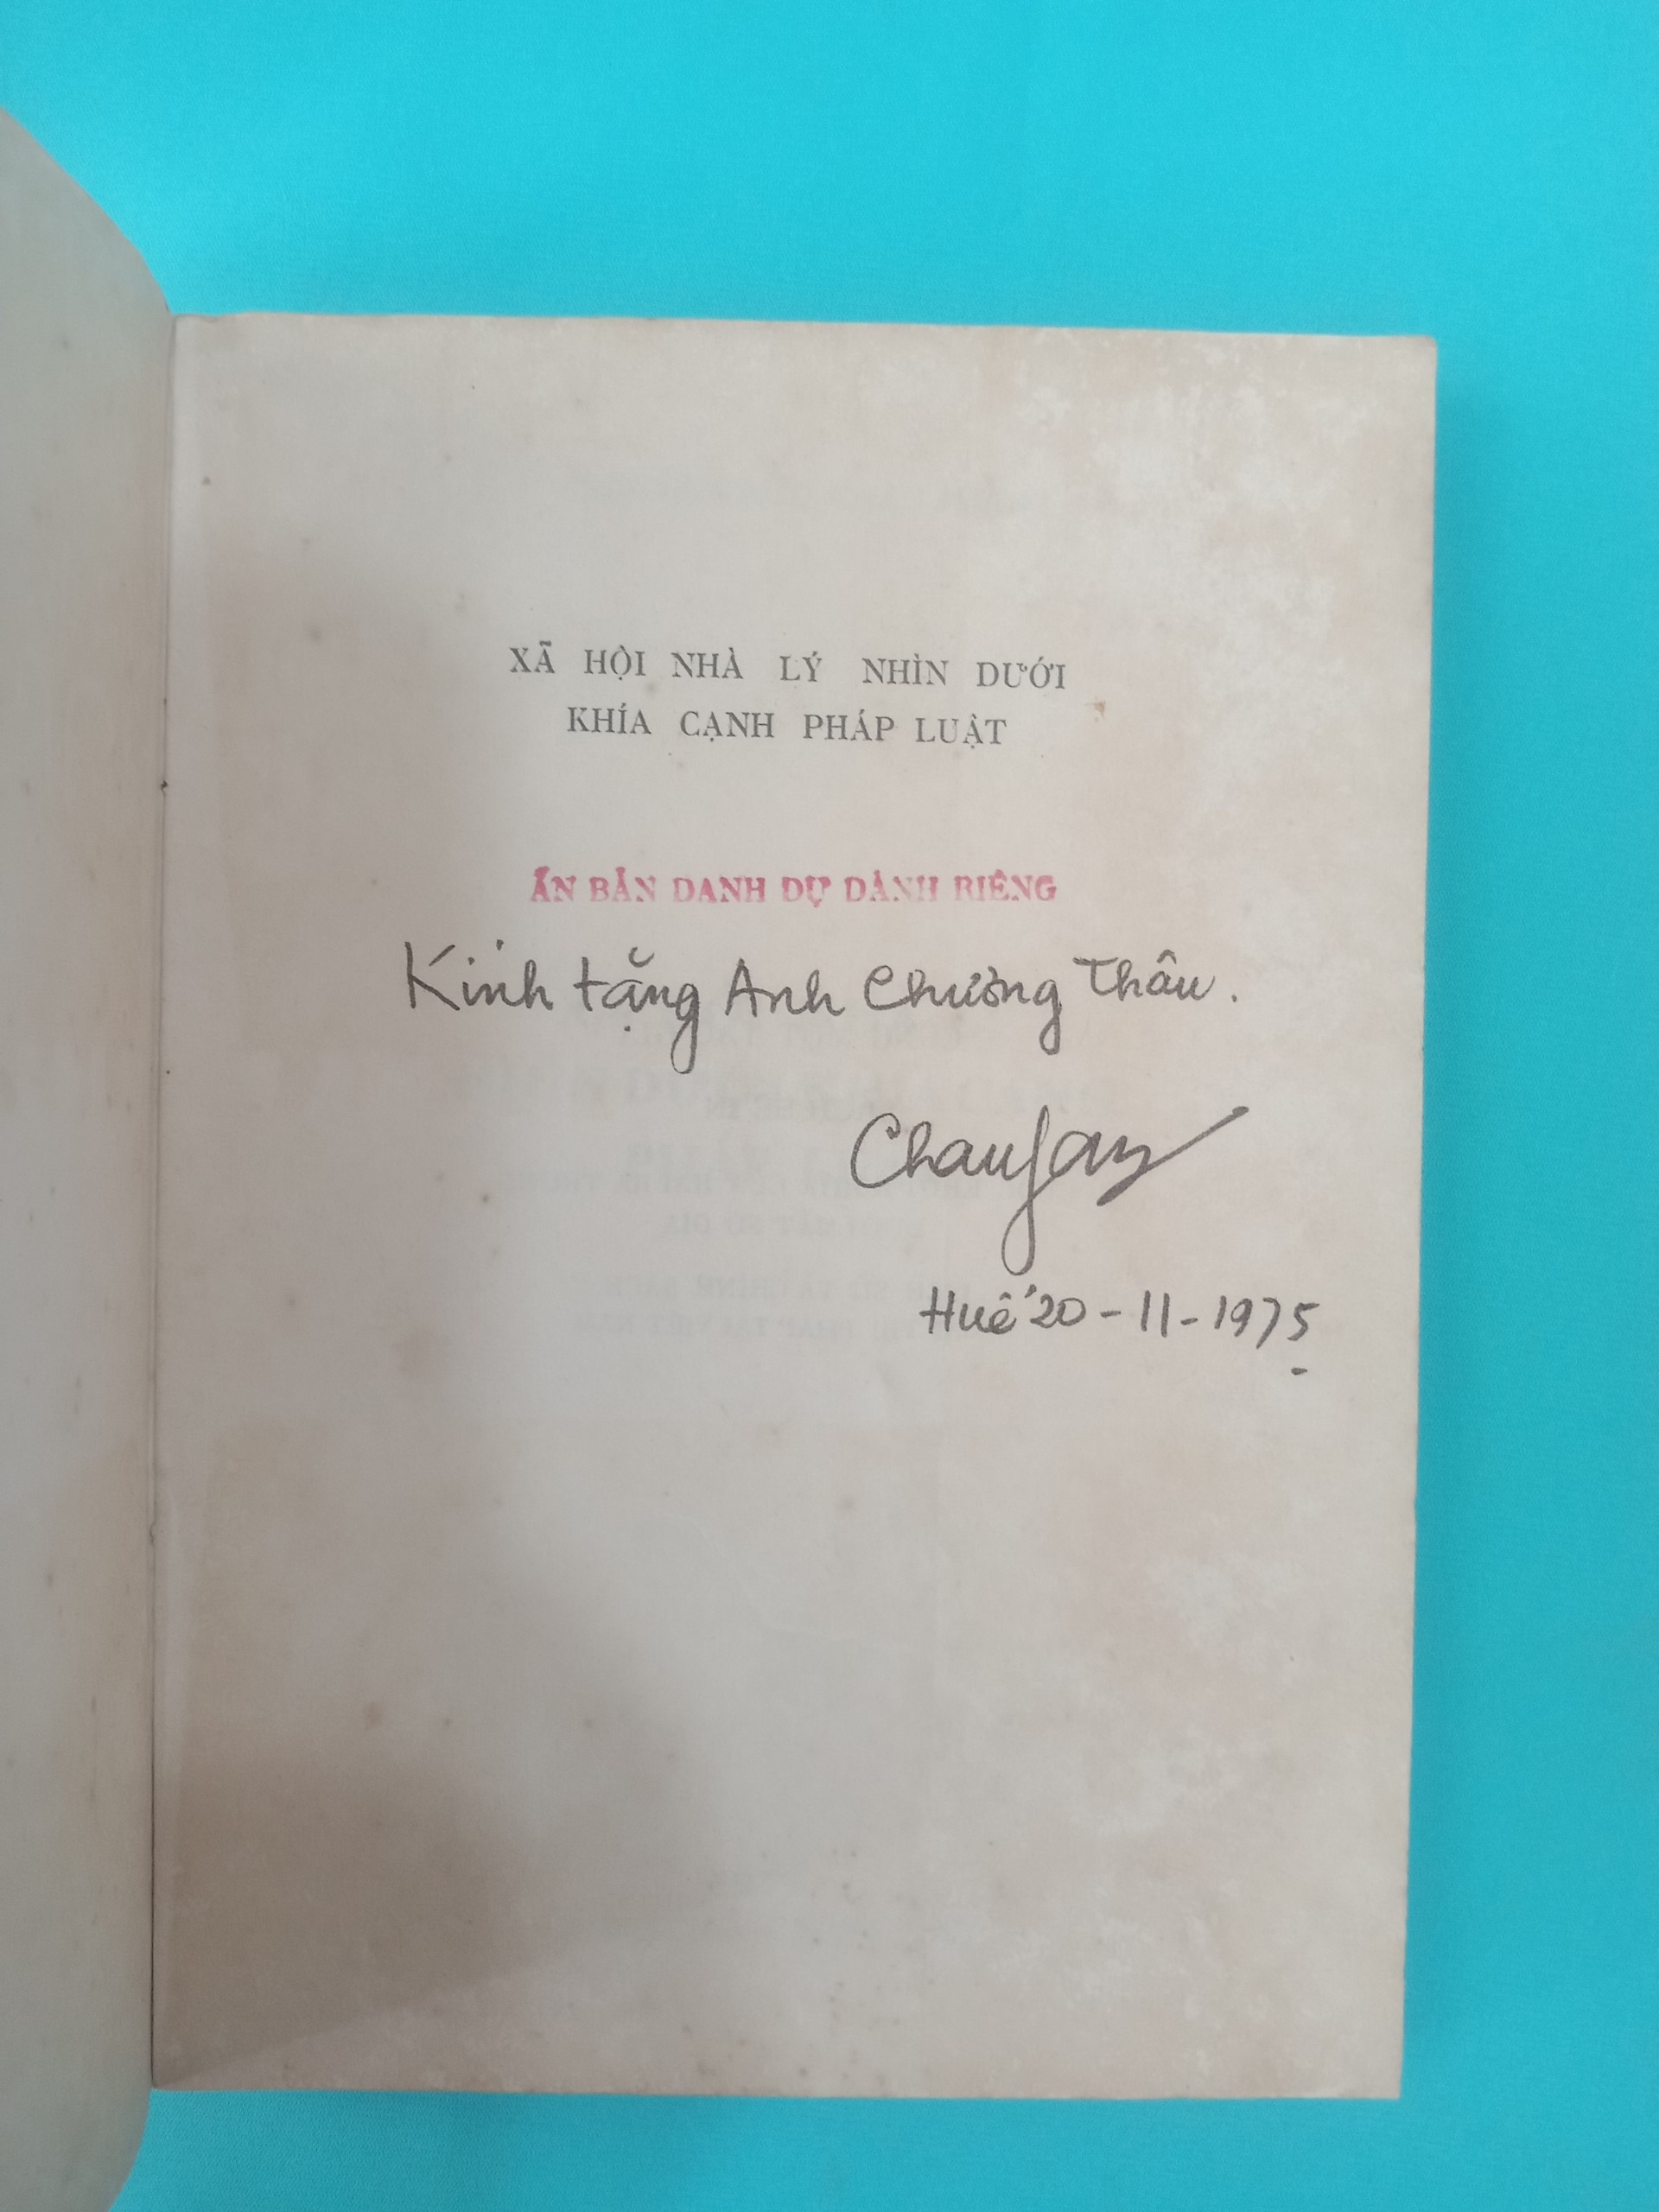 XÃ HỘI NHÀ LÝ NHÌN DƯỚI
KHÍA CẠNH PHÁP LUẬT
ẤN BẢN DANH DỰ DÀNH RIÊNG
Kính tặng Anh Chương Thâu.
Huế 20-11-1975